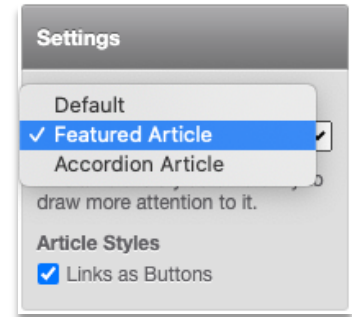 Settings
Default
✓ Featured Article
Accordion Article
draw more attention to it.
Article Styles
Links as Buttons